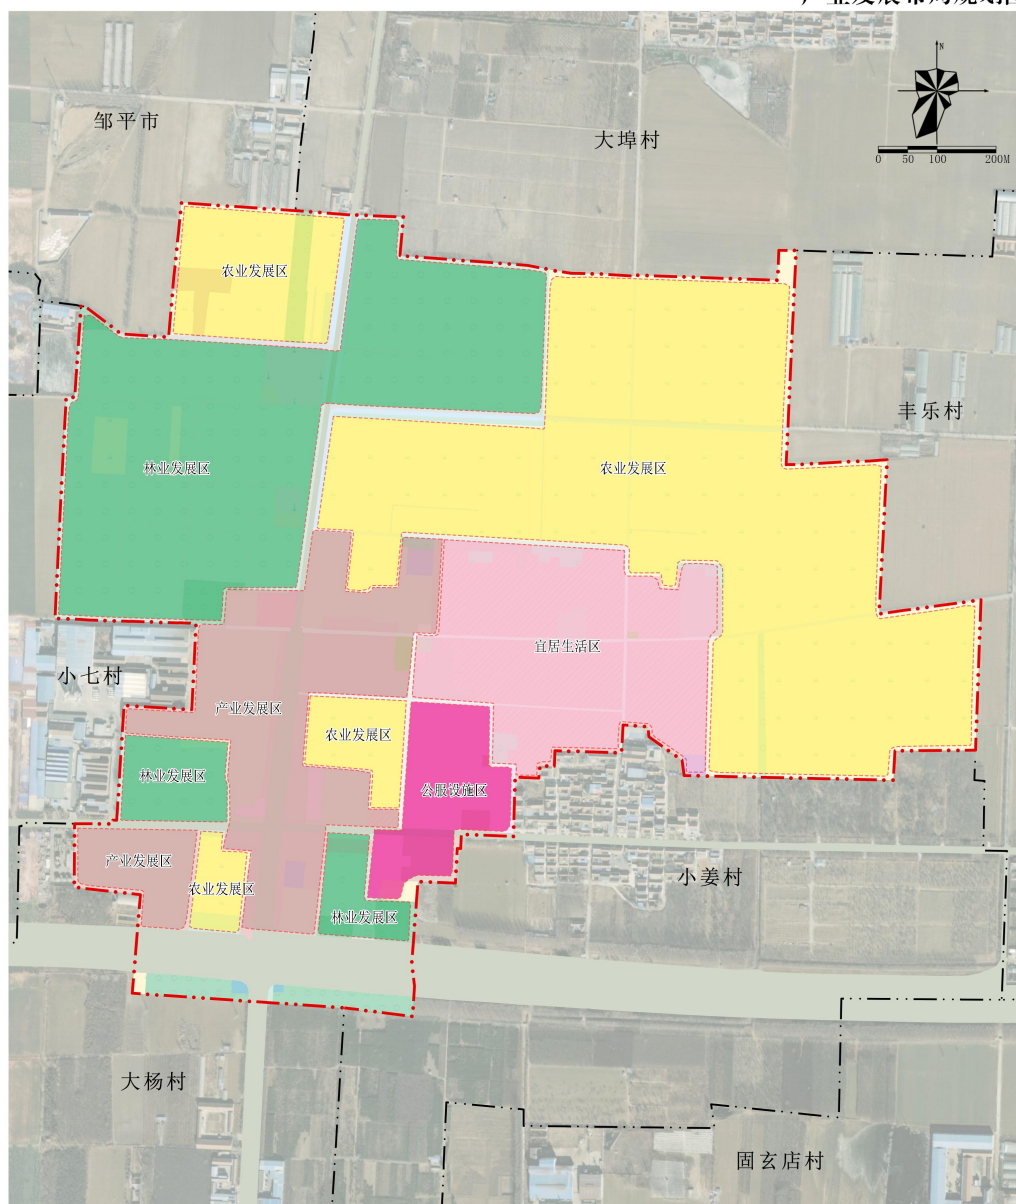 产业发展布局规划图
N
邹平市
大埠村
0 50 100 200M
农业发展区
丰乐村
林业发展区
农业发展区
宜居生活区
小七村
产业发展区
农业发展区
林业发展区
公服设施区
产业发展区
小姜村
农业发展区
林业发展区
大杨村
固玄店村